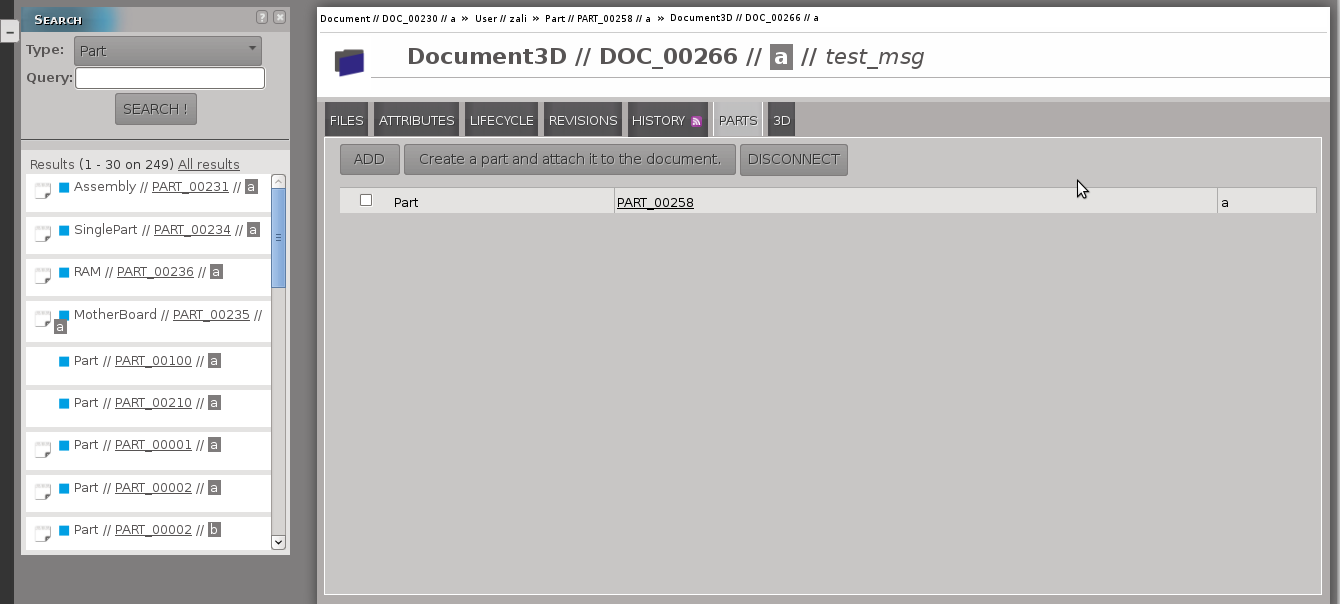 Document // DOC_00230 // a » User // zali » Part // PART_00258 // a » Document3D // DOC_00266 // a
Document3D // DOC_00266 // a // test_msg
SEARCH
Type: Part
Query:
SEARCH !
Results (1 - 30 on 249) All results
Assembly // PART_00231 // a
SinglePart // PART_00234 // a
RAM // PART_00236 // a
MotherBoard // PART_00235 //
a
Part // PART_00100 // a
Part // PART_00210 // a
Part // PART_00001 // a
Part // PART_00002 // a
Part // PART_00002 // b
FILES ATTRIBUTES LIFECYCLE REVISIONS HISTORY PARTS 3D
ADD Create a part and attach it to the document. DISCONNECT
Part PART_00258 a